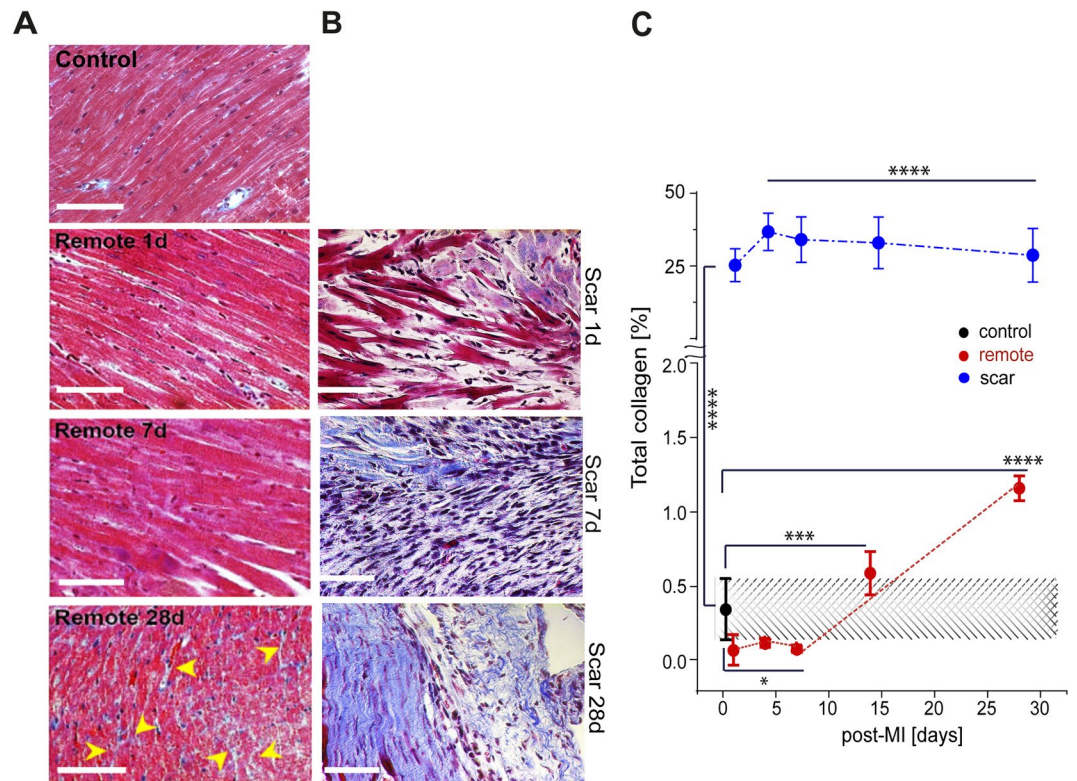 A
B
C
Control
Remote 1d
Remote 7d
Remote 28d
Scar 1d
Scar 7d
Scar 28d
****
50
25
2.0
1.5
1.0
0.5
0.0
Total collagen [%]
control
remote
scar
****
****
***
*
0 5 10 15 20 25 30
post-MI [days]